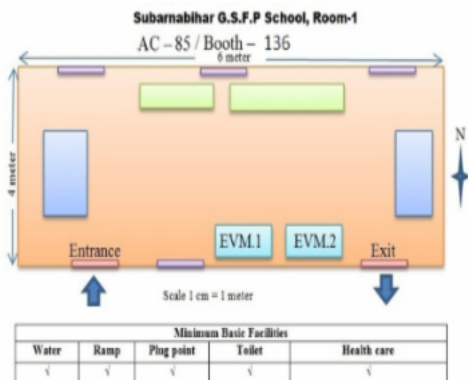 Subarnabihar G.S.F.P School, Room-1
AC – 85 / Booth – 136
6 meter
4 meter
N
EVM.1 EVM.2
Entrance Exit
Scale 1 cm = 1 meter
Minimum Basic Facilities
Water Ramp Plug point Toilet Health care
√ √ √ √ √